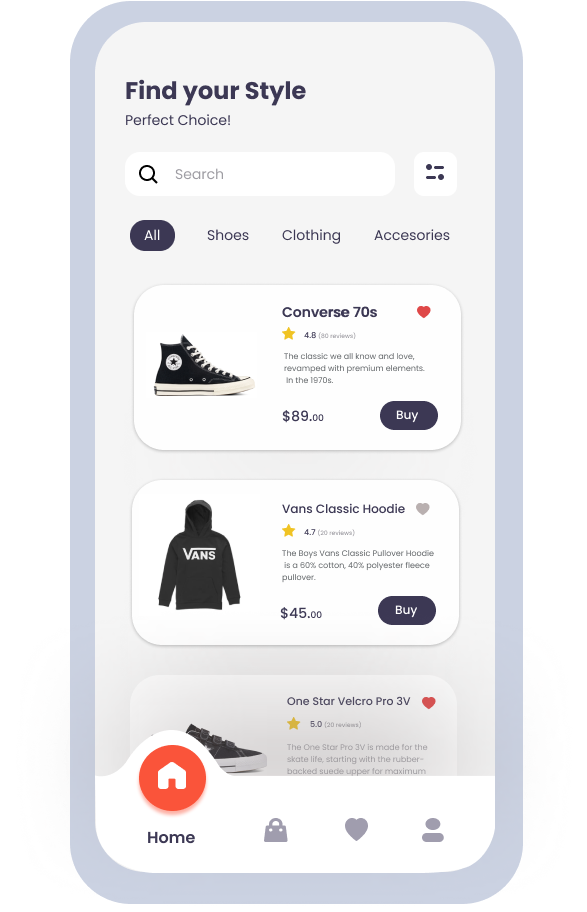 Find your Style
Perfect Choice!
Search
All Shoes Clothing Accesories
Converse 70s
4.8 (80 reviews)
The classic we all know and love,
revamped with premium elements.
In the 1970s.
$89.00 Buy
VANS
Vans Classic Hoodie
4.7 (20 reviews)
The Boys Vans Classic Pullover Hoodie
is a 60% cotton, 40% polyester fleece
pullover.
$45.00 Buy
One Star Velcro Pro 3V
5.0 (20 reviews)
The One Star Pro 3V is made for the
skate life, starting with the rubber-
backed suede upper for maximum
Home